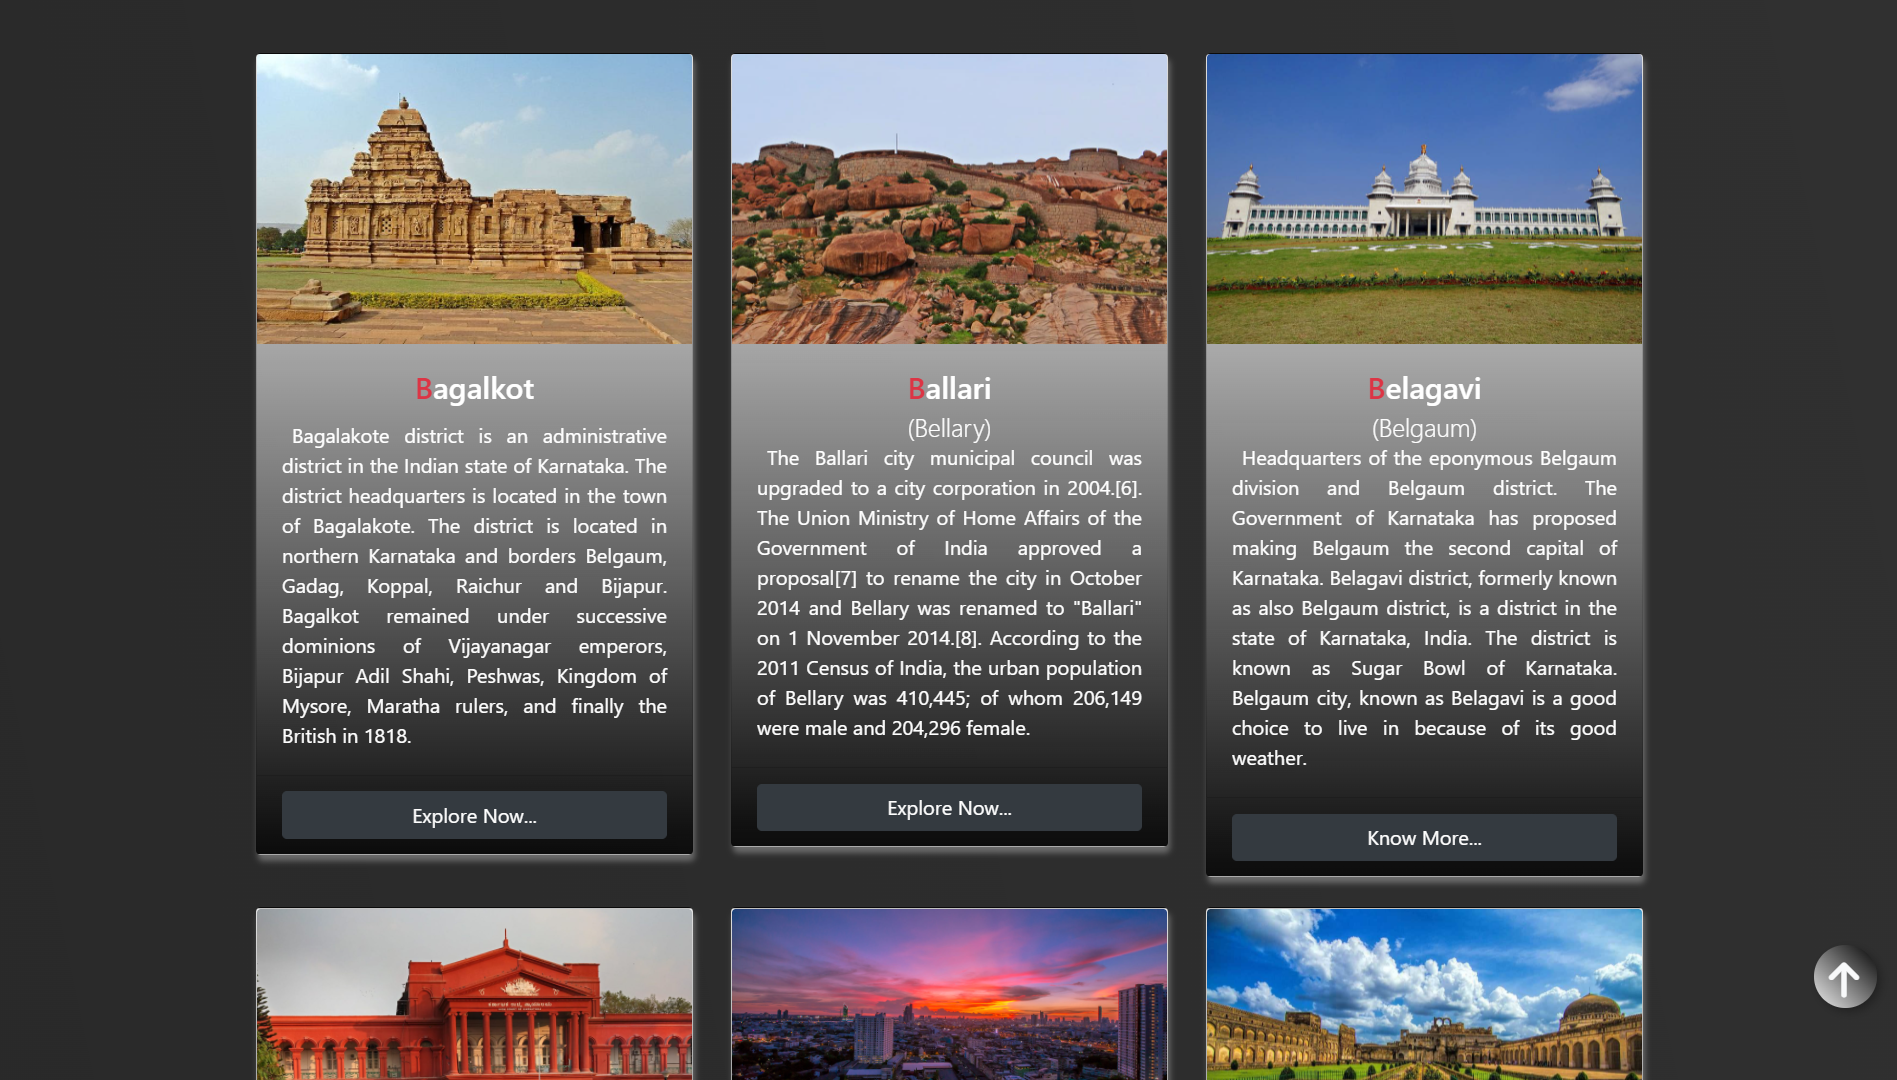 Bagalkot
Bagalakote district is an administrative
district in the Indian state of Karnataka. The
district headquarters is located in the town
of Bagalakote. The district is located in
northern Karnataka and borders Belgaum,
Gadag, Koppal, Raichur and Bijapur.
Bagalkot remained under successive
dominions of Vijayanagar emperors,
Bijapur Adil Shahi, Peshwas, Kingdom of
Mysore, Maratha rulers, and finally the
British in 1818.
Explore Now...
Ballari
(Bellary)
The Ballari city municipal council was
upgraded to a city corporation in 2004.[6].
The Union Ministry of Home Affairs of the
Government of India approved a
proposal[7] to rename the city in October
2014 and Bellary was renamed to "Ballari"
on 1 November 2014.[8]. According to the
2011 Census of India, the urban population
of Bellary was 410,445; of whom 206,149
were male and 204,296 female.
Explore Now...
Belagavi
(Belgaum)
Headquarters of the eponymous Belgaum
division and Belgaum district. The
Government of Karnataka has proposed
making Belgaum the second capital of
Karnataka. Belagavi district, formerly known
as also Belgaum district, is a district in the
state of Karnataka, India. The district is
known as Sugar Bowl of Karnataka.
Belgaum city, known as Belagavi is a good
choice to live in because of its good
weather.
Know More...